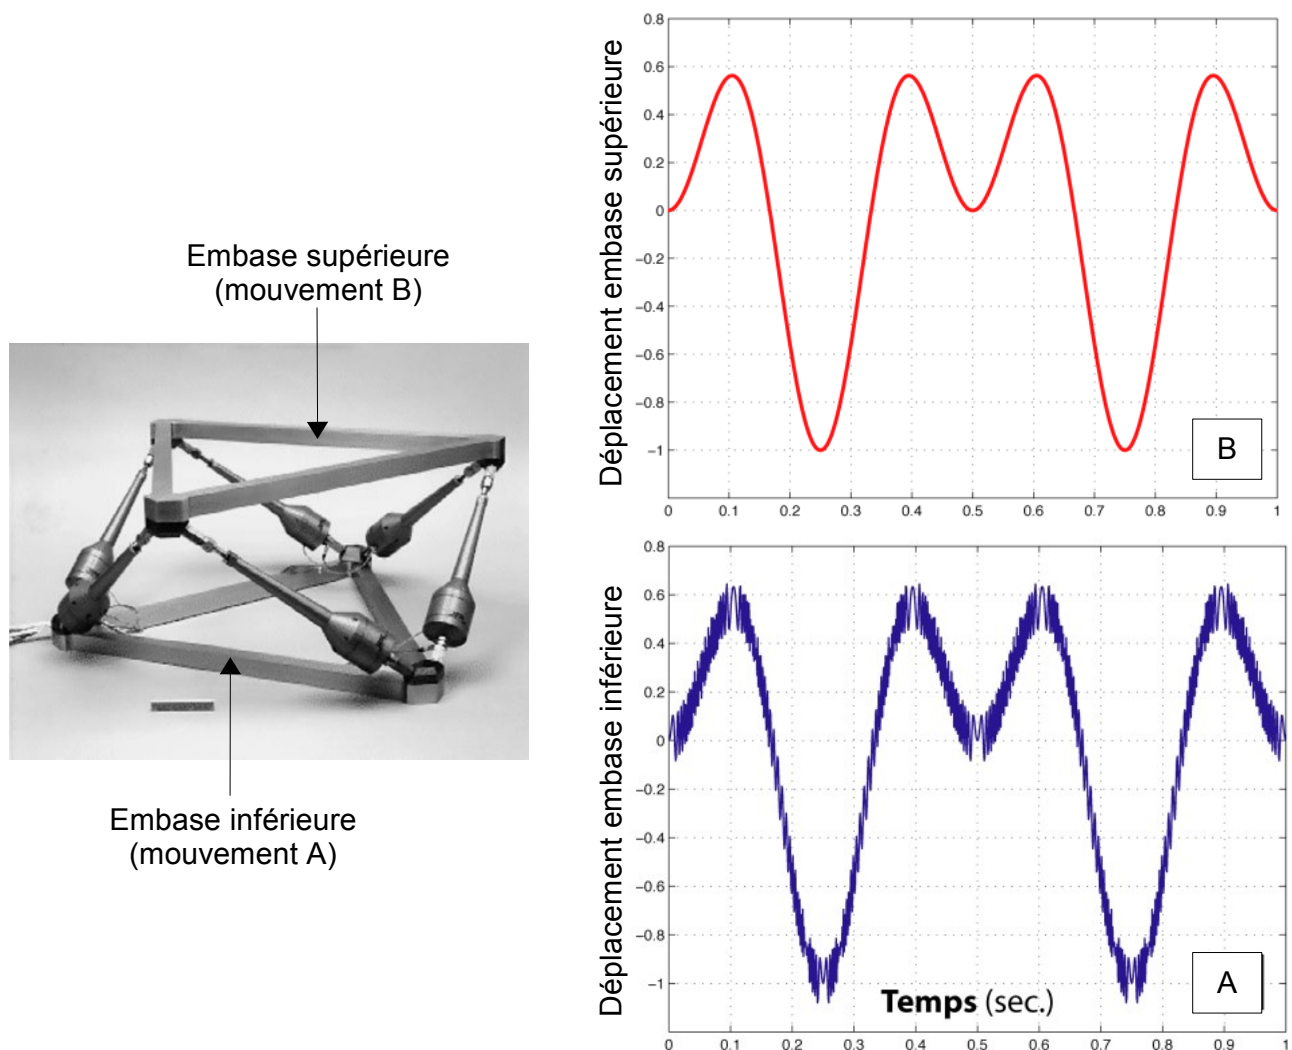 Embase supérieure
(mouvement B)
Embase inférieure
(mouvement A)
Déplacement embase supérieure
0.8
0.6
0.4
0.2
0
−0.2
−0.4
−0.6
−0.8
−1
0 0.1 0.2 0.3 0.4 0.5 0.6 0.7 0.8 0.9 1
B
Déplacement embase inférieure
0.8
0.6
0.4
0.2
0
−0.2
−0.4
−0.6
−0.8
−1
0 0.1 0.2 0.3 0.4 0.5 0.6 0.7 0.8 0.9 1
Temps (sec.)
A